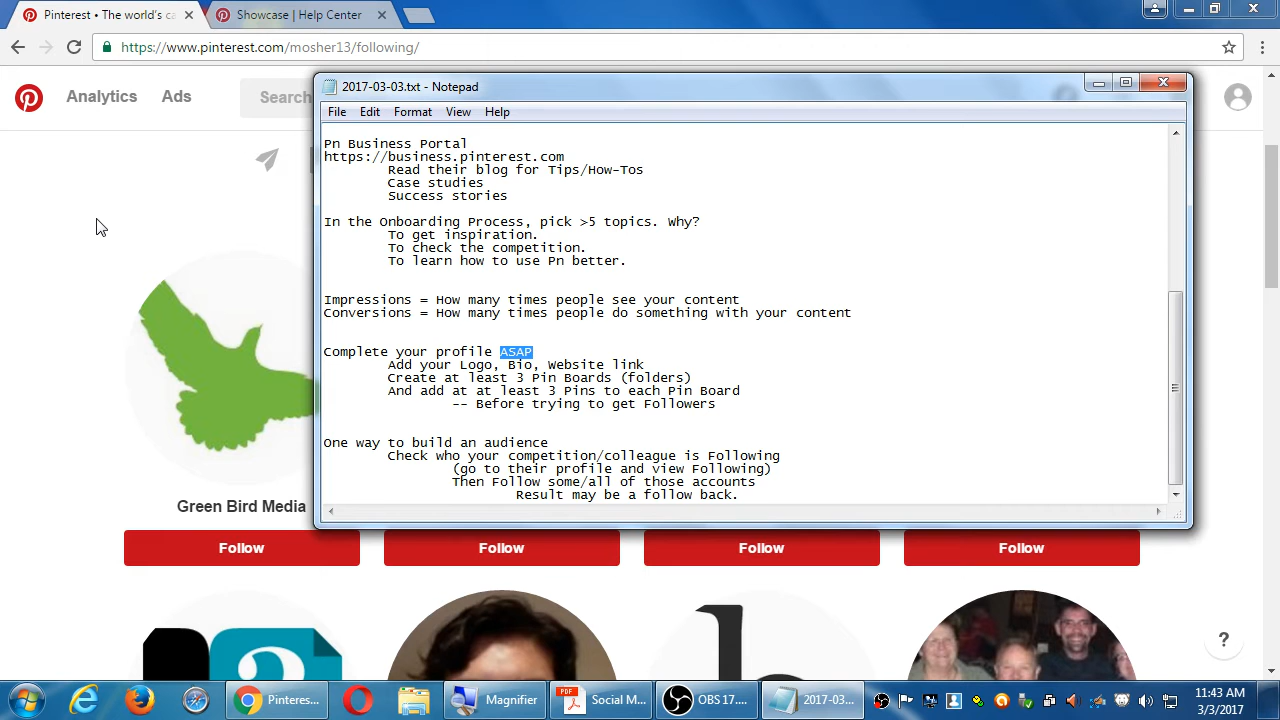 Pinterest • The world's ca
Showcase | Help Center
https://www.pinterest.com/mosher13/following/
Analytics
Ads
Search
2017-03-03.txt - Notepad
File Edit Format View Help
Pn Business Portal
https://business.pinterest.com
Read their blog for Tips/How-Tos
Case studies
Success stories
In the Onboarding Process, pick >5 topics. Why?
To get inspiration.
To check the competition.
To learn how to use Pn better.
Impressions = How many times people see your content
Conversions = How many times people do something with your content
Complete your profile ASAP
Add your Logo, Bio, Website link
Create at least 3 Pin Boards (folders)
And add at at least 3 Pins to each Pin Board
-- Before trying to get Followers
One way to build an audience
Check who your competition/colleague is Following
(go to their profile and view Following)
Then Follow some/all of those accounts
Result may be a follow back.
Green Bird Media
Follow Follow Follow Follow
?
Pinteres...
Magnifier
PDF
Social M...
OBS 17....
2017-03...
11:43 AM
3/3/2017